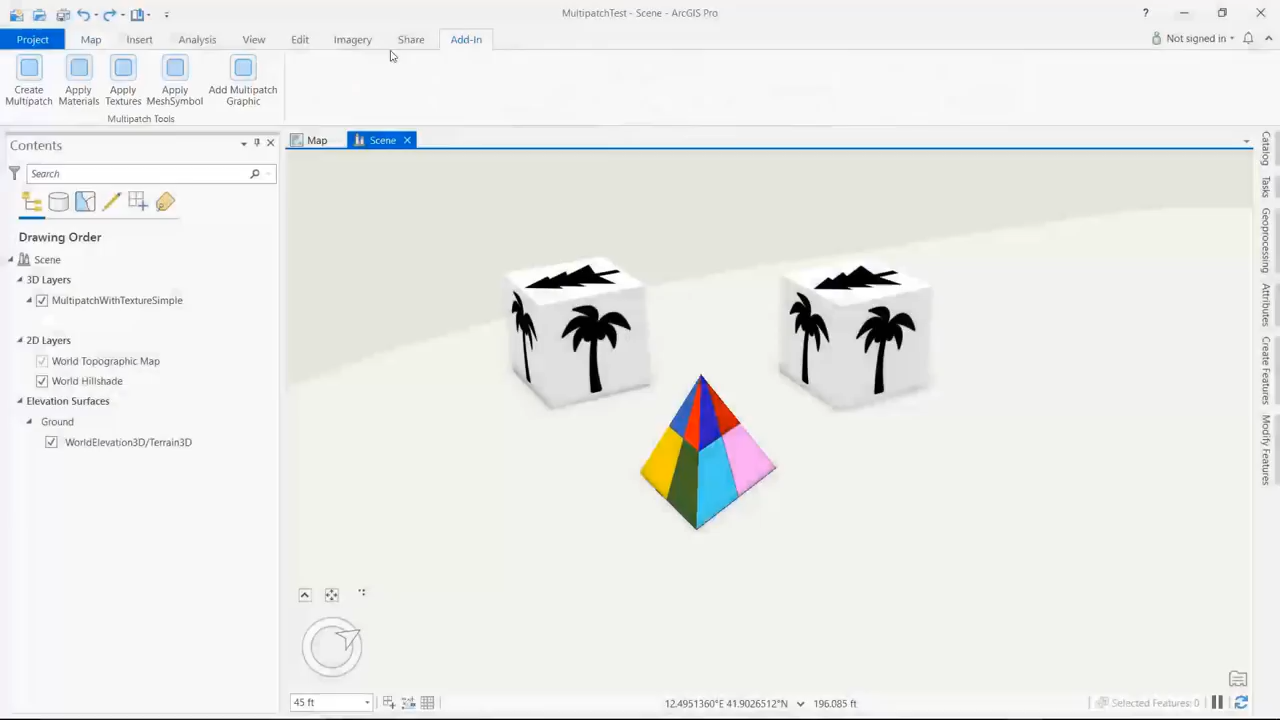 MultipatchTest - Scene - ArcGIS Pro
?
Project Map Insert Analysis View Edit Imagery Share Add-In
Not signed in
Create Multipatch
Apply Materials
Apply Textures
Apply MeshSymbol
Add Multipatch Graphic
Multipatch Tools
Contents
Search
Drawing Order
Scene
3D Layers
MultipatchWithTextureSimple
2D Layers
World Topographic Map
World Hillshade
Elevation Surfaces
Ground
WorldElevation3D/Terrain3D
Map
Scene
Catalog
Tasks
Geoprocessing
Attributes
Create Features
Modify Features
45 ft
12.4951360°E 41.9026512°N
196.085 ft
Selected Features: 0